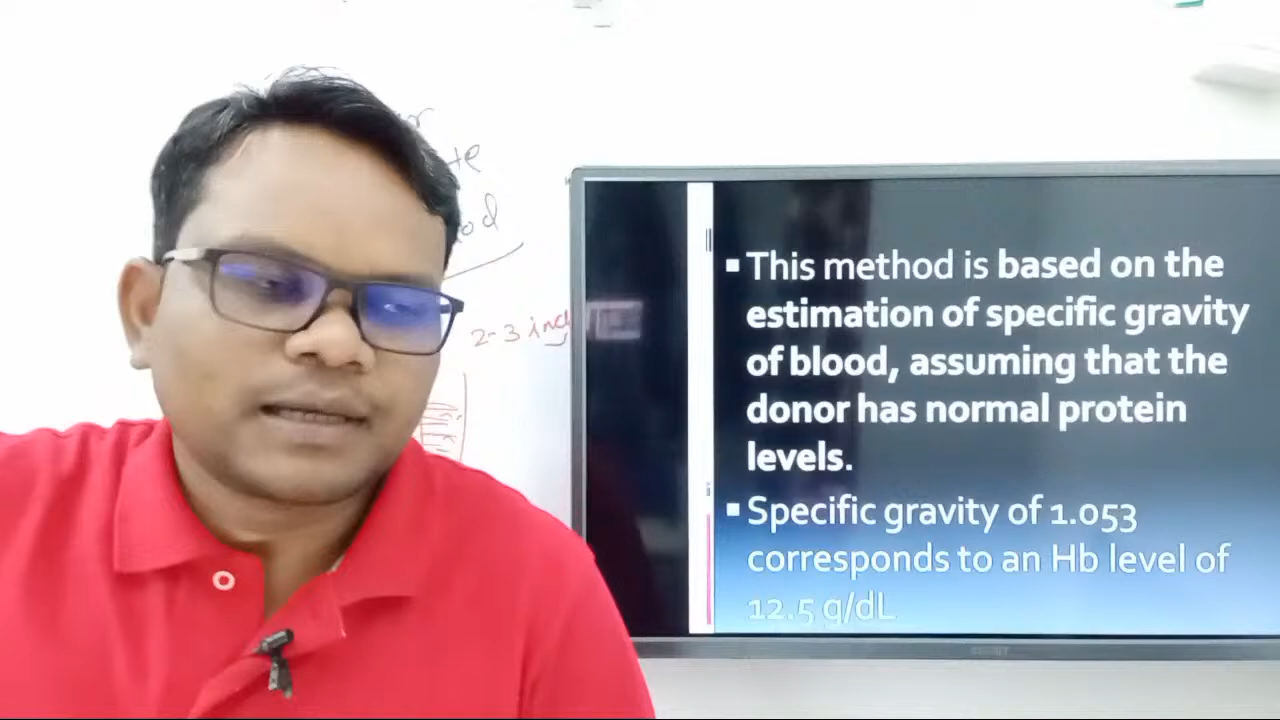 2-3 inc
▪ This method is based on the
estimation of specific gravity
of blood, assuming that the
donor has normal protein
levels.
▪ Specific gravity of 1.053
corresponds to an Hb level of
12.5 g/dL